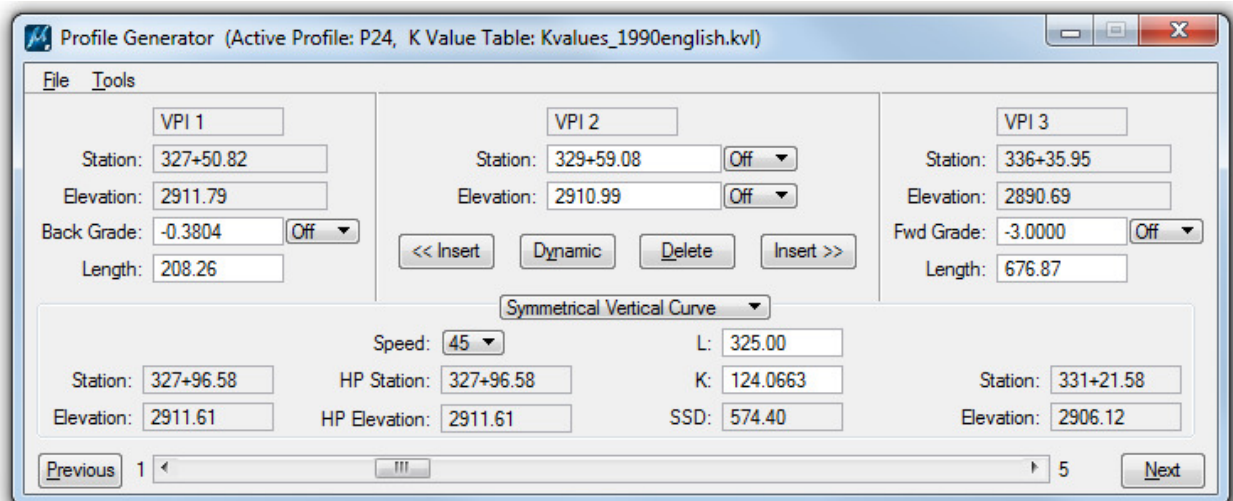 Profile Generator (Active Profile: P24, K Value Table: Kvalues_1990english.kvl)
File Tools
VPI 1 VPI 2 VPI 3
Station: 327+50.82 Station: 329+59.08 Off Station: 336+35.95
Elevation: 2911.79 Elevation: 2910.99 Off Elevation: 2890.69
Back Grade: -0.3804 Off Fwd Grade: -3.0000 Off
<< Insert Dynamic Delete Insert >>
Length: 208.26 Length: 676.87
Symmetrical Vertical Curve
Speed: 45 L: 325.00
Station: 327+96.58 HP Station: 327+96.58 K: 124.0663 Station: 331+21.58
Elevation: 2911.61 HP Elevation: 2911.61 SSD: 574.40 Elevation: 2906.12
Previous 1 5 Next